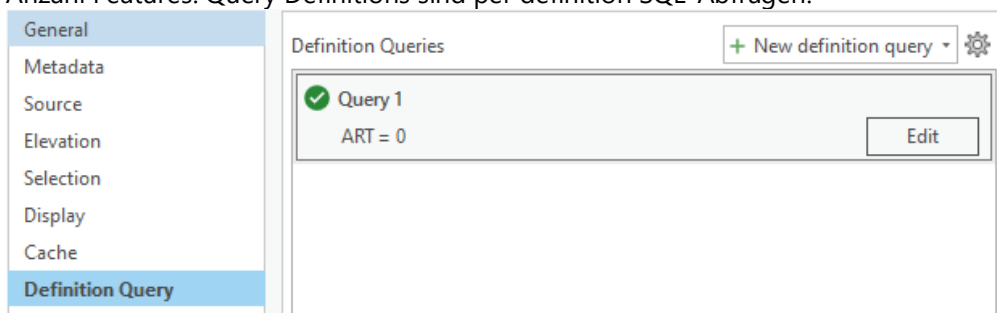 Anzahl Features. Query Definitions sind per definition SQL-Abfragen.
General
Metadata
Source
Elevation
Selection
Display
Cache
Definition Query
Definition Queries
+ New definition query
Query 1
ART = 0
Edit